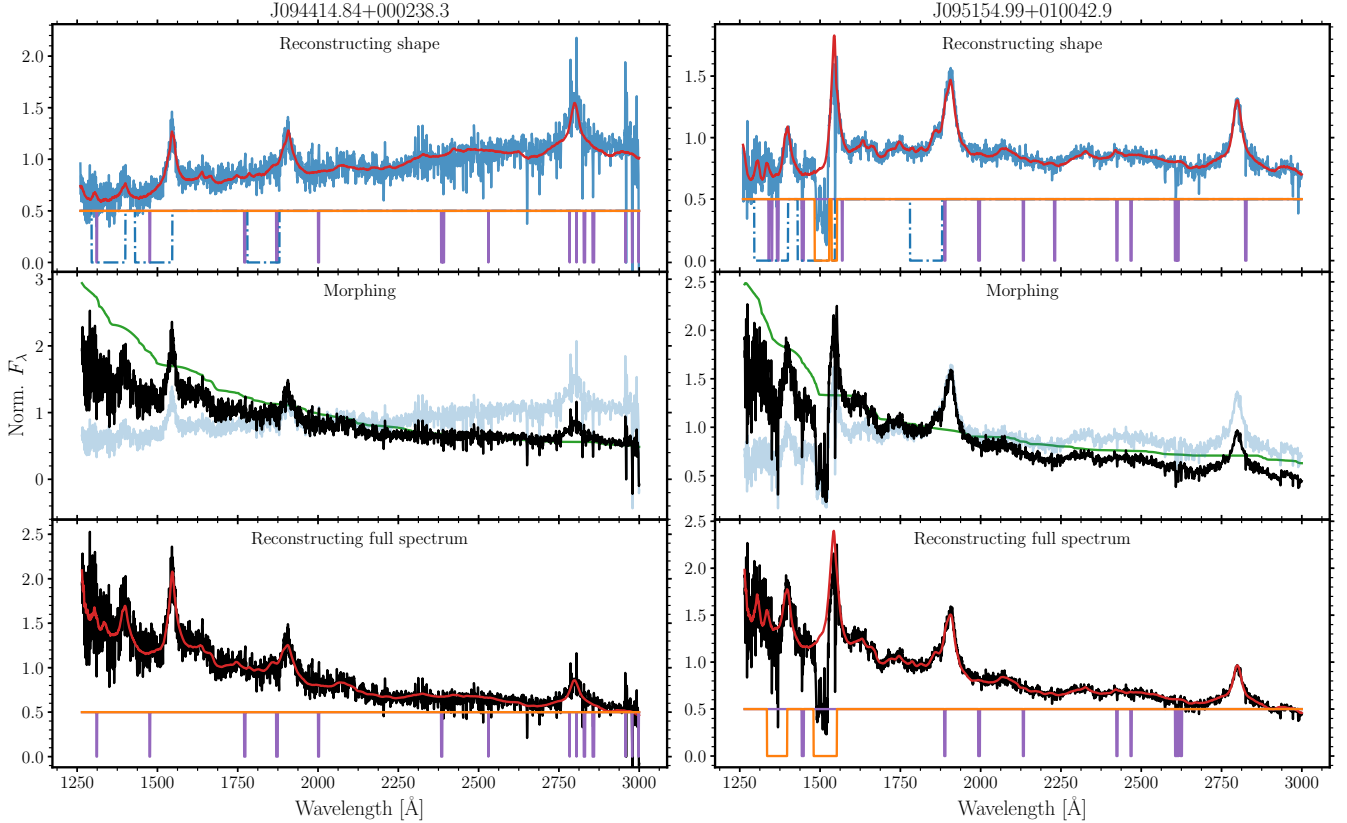 J094414.84+000238.3
J095154.99+010042.9
Reconstructing shape
2.0
1.5
1.0
0.5
0.0
Reconstructing shape
1.5
1.0
0.5
0.0
Norm. Fλ
Morphing
3
2
1
0
Morphing
2.5
2.0
1.5
1.0
0.5
Reconstructing full spectrum
2.5
2.0
1.5
1.0
0.5
0.0
Reconstructing full spectrum
2.5
2.0
1.5
1.0
0.5
0.0
1250 1500 1750 2000 2250 2500 2750 3000
Wavelength [Å]
1250 1500 1750 2000 2250 2500 2750 3000
Wavelength [Å]